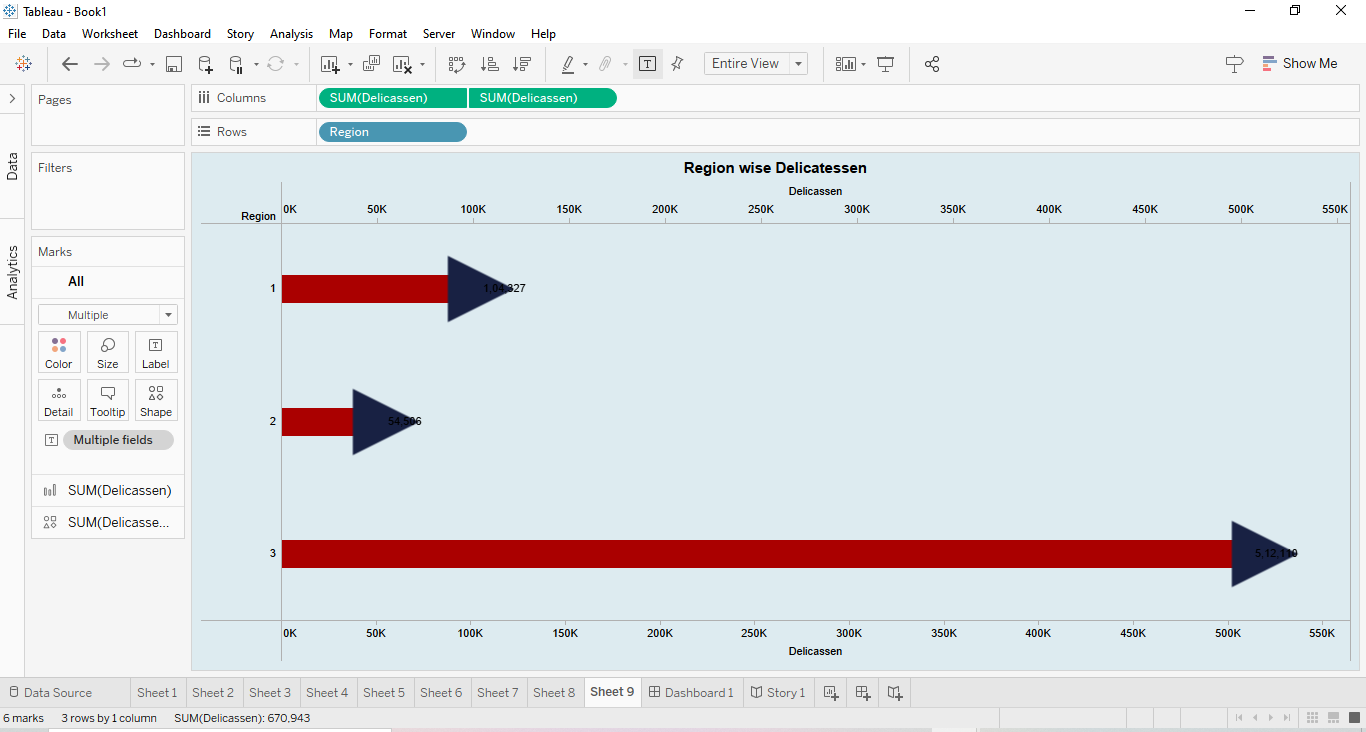 Tableau - Book1
File Data Worksheet Dashboard Story Analysis Map Format Server Window Help
Entire View
Show Me
Pages
Columns
SUM(Delicassen) SUM(Delicassen)
Rows
Region
Data
Analytics
Filters
Marks
All
Multiple
Color Size Label
Detail Tooltip Shape
Multiple fields
SUM(Delicassen)
SUM(Delicasse...
Region wise Delicatessen
Delicassen
Region
0K 50K 100K 150K 200K 250K 300K 350K 400K 450K 500K 550K
1 1,04,327
2
3 5,12,110
0K 50K 100K 150K 200K 250K 300K 350K 400K 450K 500K 550K
Delicassen
Data Source Sheet 1 Sheet 2 Sheet 3 Sheet 4 Sheet 5 Sheet 6 Sheet 7 Sheet 8 Sheet 9 Dashboard 1 Story 1
6 marks 3 rows by 1 column SUM(Delicassen): 670,943